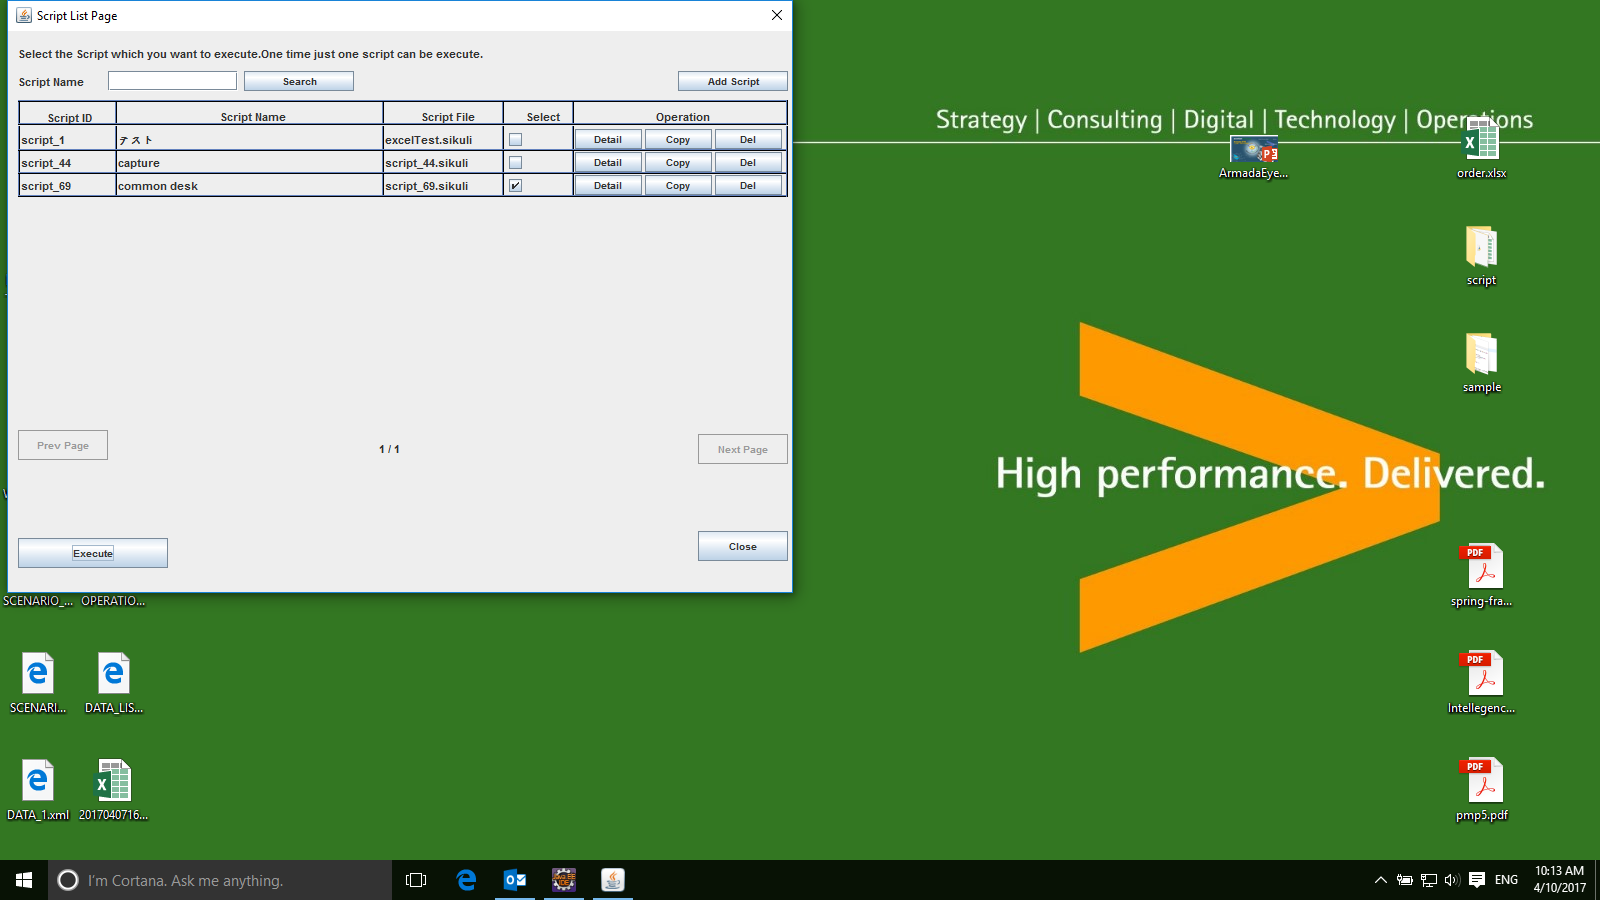 Script List Page
Select the Script which you want to execute.One time just one script can be execute.
Script Name
Search
Add Script
Script ID Script Name Script File Select Operation
script_1 テスト excelTest.sikuli Detail Copy Del
script_44 capture script_44.sikuli Detail Copy Del
script_69 common desk script_69.sikuli Detail Copy Del
Prev Page
1 / 1
Next Page
Execute
Close
Strategy | Consulting | Digital | Technology | Operations
ArmadaEye...
order.xlsx
script
sample
High performance. Delivered.
spring-fra...
Intellegenc...
pmp5.pdf
SCENARIO_... OPERATIO...
SCENARI... DATA_LIS...
DATA_1.xml 2017040716...
I'm Cortana. Ask me anything.
ENG
10:13 AM
4/10/2017